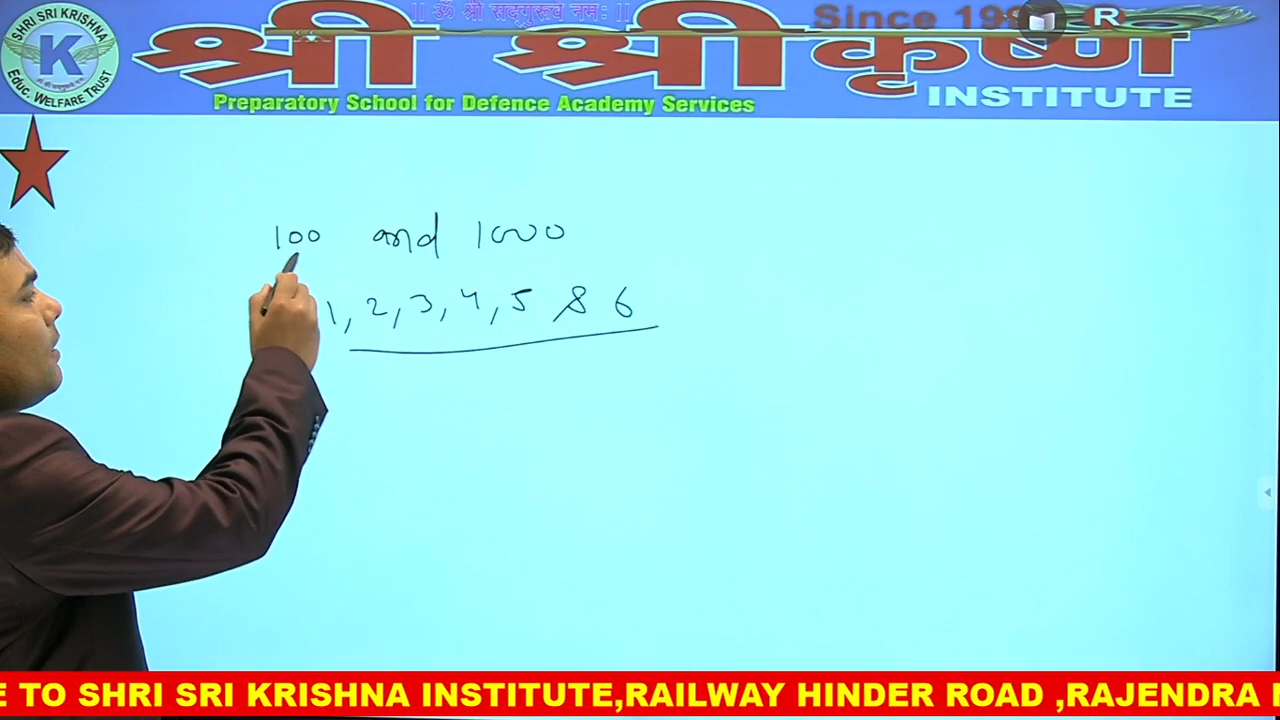 || ॐ श्री सदगुरूवे नमः ||
Since 199
R
SHRI SRI KRISHNA
K
Educ. WELFARE TRUST
श्री श्री कृष्ण
INSTITUTE
Preparatory School for Defence Academy Services
100 and 1000
1, 2, 3, 4, 5 & 6
E TO SHRI SRI KRISHNA INSTITUTE,RAILWAY HINDER ROAD ,RAJENDRA